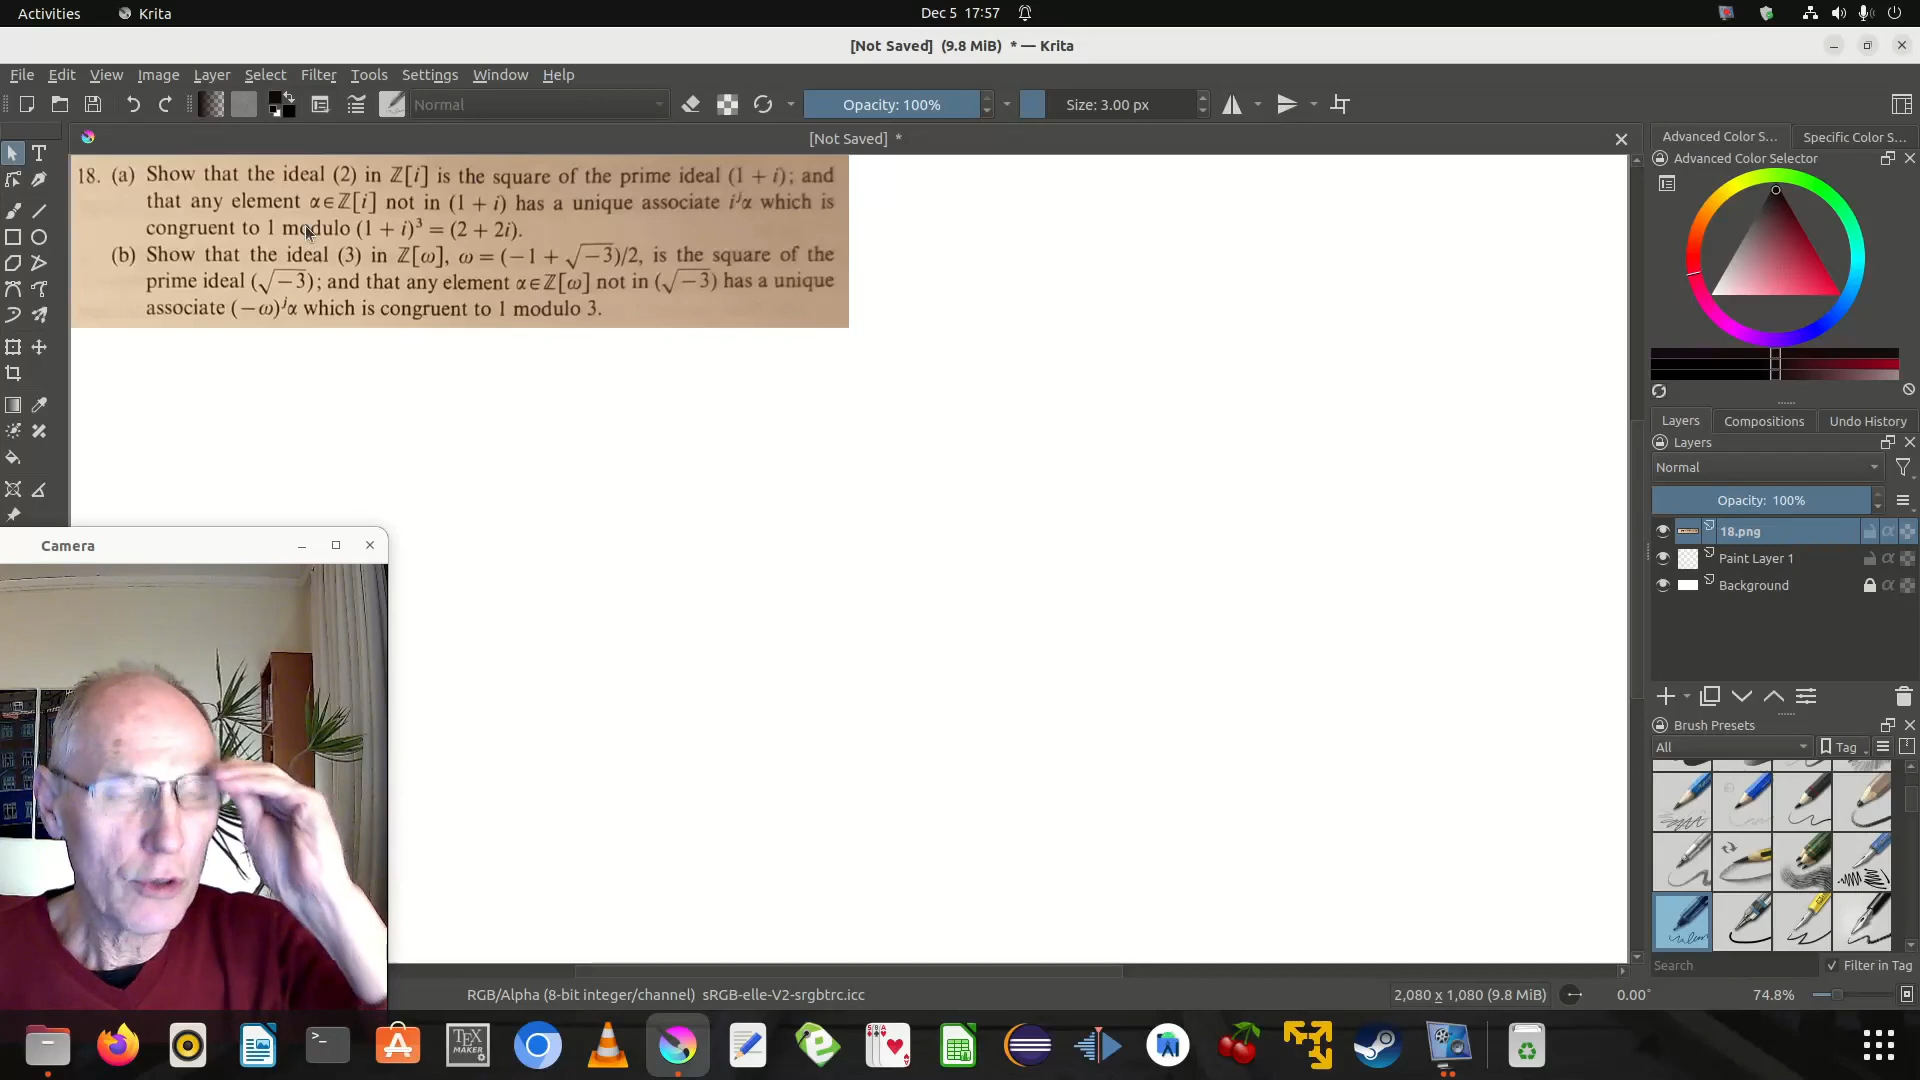 Activities Krita Dec 5 17:57
[Not Saved] (9.8 MiB) * — Krita
File Edit View Image Layer Select Filter Tools Settings Window Help
Normal Opacity: 100% Size: 3.00 px
[Not Saved] *
Advanced Color S... Specific Color S...
Advanced Color Selector
18. (a) Show that the ideal (2) in ℤ[i] is the square of the prime ideal (1 + i); and
that any element α∈ℤ[i] not in (1 + i) has a unique associate iʲα which is
congruent to 1 modulo (1 + i)³ = (2 + 2i).
(b) Show that the ideal (3) in ℤ[ω], ω = (−1 + √−3)/2, is the square of the
prime ideal (√−3); and that any element α∈ℤ[ω] not in (√−3) has a unique
associate (−ω)ʲα which is congruent to 1 modulo 3.
Layers Compositions Undo History
Layers
Normal
Opacity: 100%
18.png
Paint Layer 1
Background
Camera
Brush Presets
All Tag
Search Filter in Tag
RGB/Alpha (8-bit integer/channel) sRGB-elle-V2-srgbtrc.icc 2,080 x 1,080 (9.8 MiB) 0.00° 74.8%
TEX
MAKER